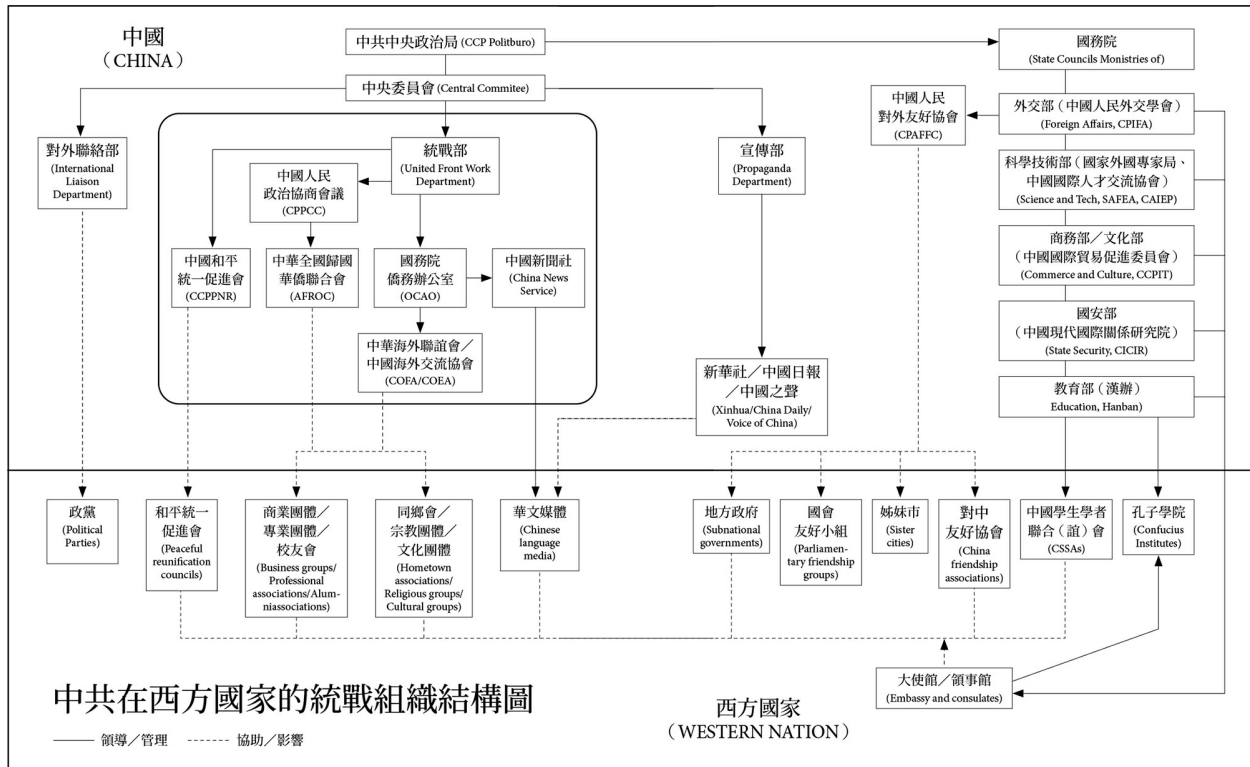 中國
（CHINA）
中共中央政治局 (CCP Politburo)
國務院
(State Councils Monistries of)
中央委員會 (Central Commitee)
中國人民
對外友好協會
(CPAFFC)
外交部（中國人民外交學會）
(Foreign Affairs, CPIFA)
對外聯絡部
(International
Liaison
Department)
統戰部
(United Front Work
Department)
宣傳部
(Propaganda
Department)
中國人民
政治協商會議
(CPPCC)
科學技術部（國家外國專家局、
中國國際人才交流協會）
(Science and Tech, SAFEA, CAIEP)
中國和平
統一促進會
(CCPPNR)
中華全國歸國
華僑聯合會
(AFROC)
國務院
僑務辦公室
(OCAO)
中國新聞社
(China News
Service)
商務部／文化部
（中國國際貿易促進委員會）
(Commerce and Culture, CCPIT)
國安部
（中國現代國際關係研究院）
(State Security, CICIR)
中華海外聯誼會／
中國海外交流協會
(COFA/COEA)
新華社／中國日報
／中國之聲
(Xinhua/China Daily/
Voice of China)
教育部（漢辦）
Education, Hanban)
政黨
(Political
Parties)
和平統一
促進會
(Peaceful
reunification
councils)
商業團體／
專業團體／
校友會
(Business groups/
Professional
associations/Alum-
niassociations)
同鄉會／
宗教團體／
文化團體
(Hometown
associations/
Religious groups/
Cultural groups)
華文媒體
(Chinese
language
media)
地方政府
(Subnational
governments)
國會
友好小組
(Parliamen-
tary friendship
groups)
姊妹市
(Sister
cities)
對中
友好協會
(China
friendship
associations)
中國學生學者
聯合（誼）會
(CSSAs)
孔子學院
(Confucius
Institutes)
大使館／領事館
(Embassy and consulates)
中共在西方國家的統戰組織結構圖
領導／管理
協助／影響
西方國家
（WESTERN NATION）